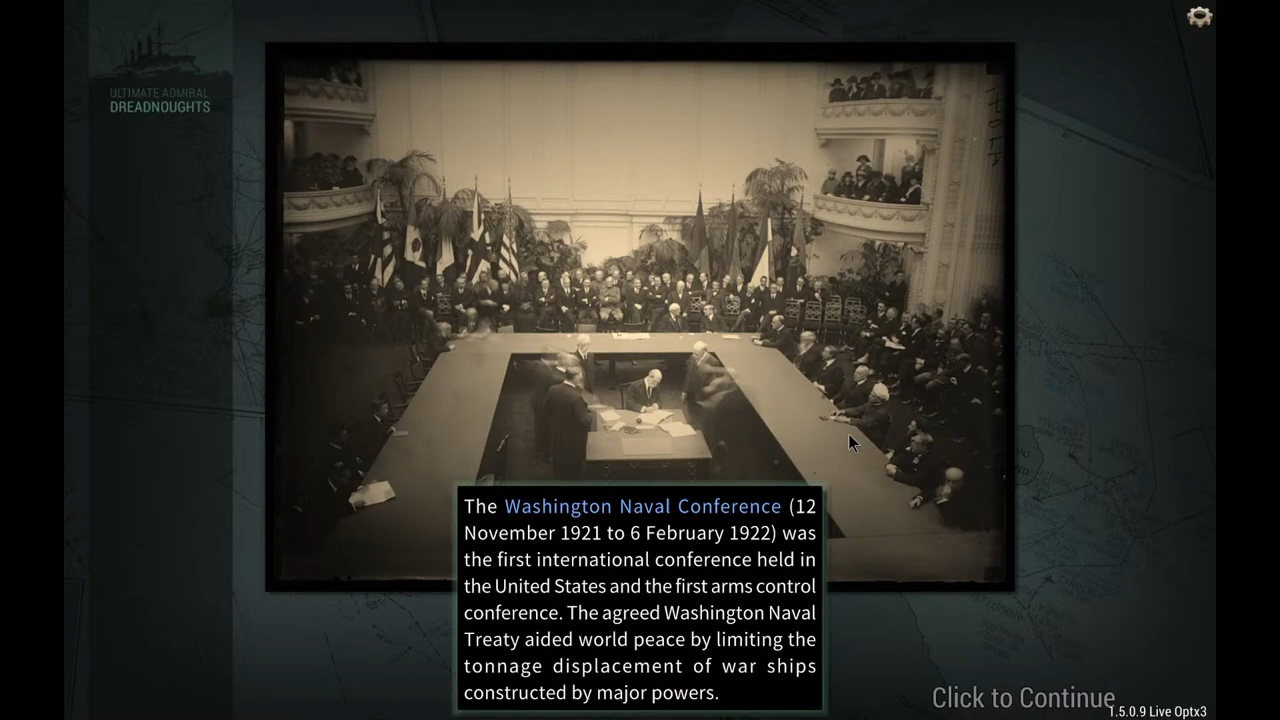 ULTIMATE ADMIRAL
DREADNOUGHTS
The Washington Naval Conference (12
November 1921 to 6 February 1922) was
the first international conference held in
the United States and the first arms control
conference. The agreed Washington Naval
Treaty aided world peace by limiting the
tonnage displacement of war ships
constructed by major powers.
Click to Continue
1.5.0.9 Live Optx3